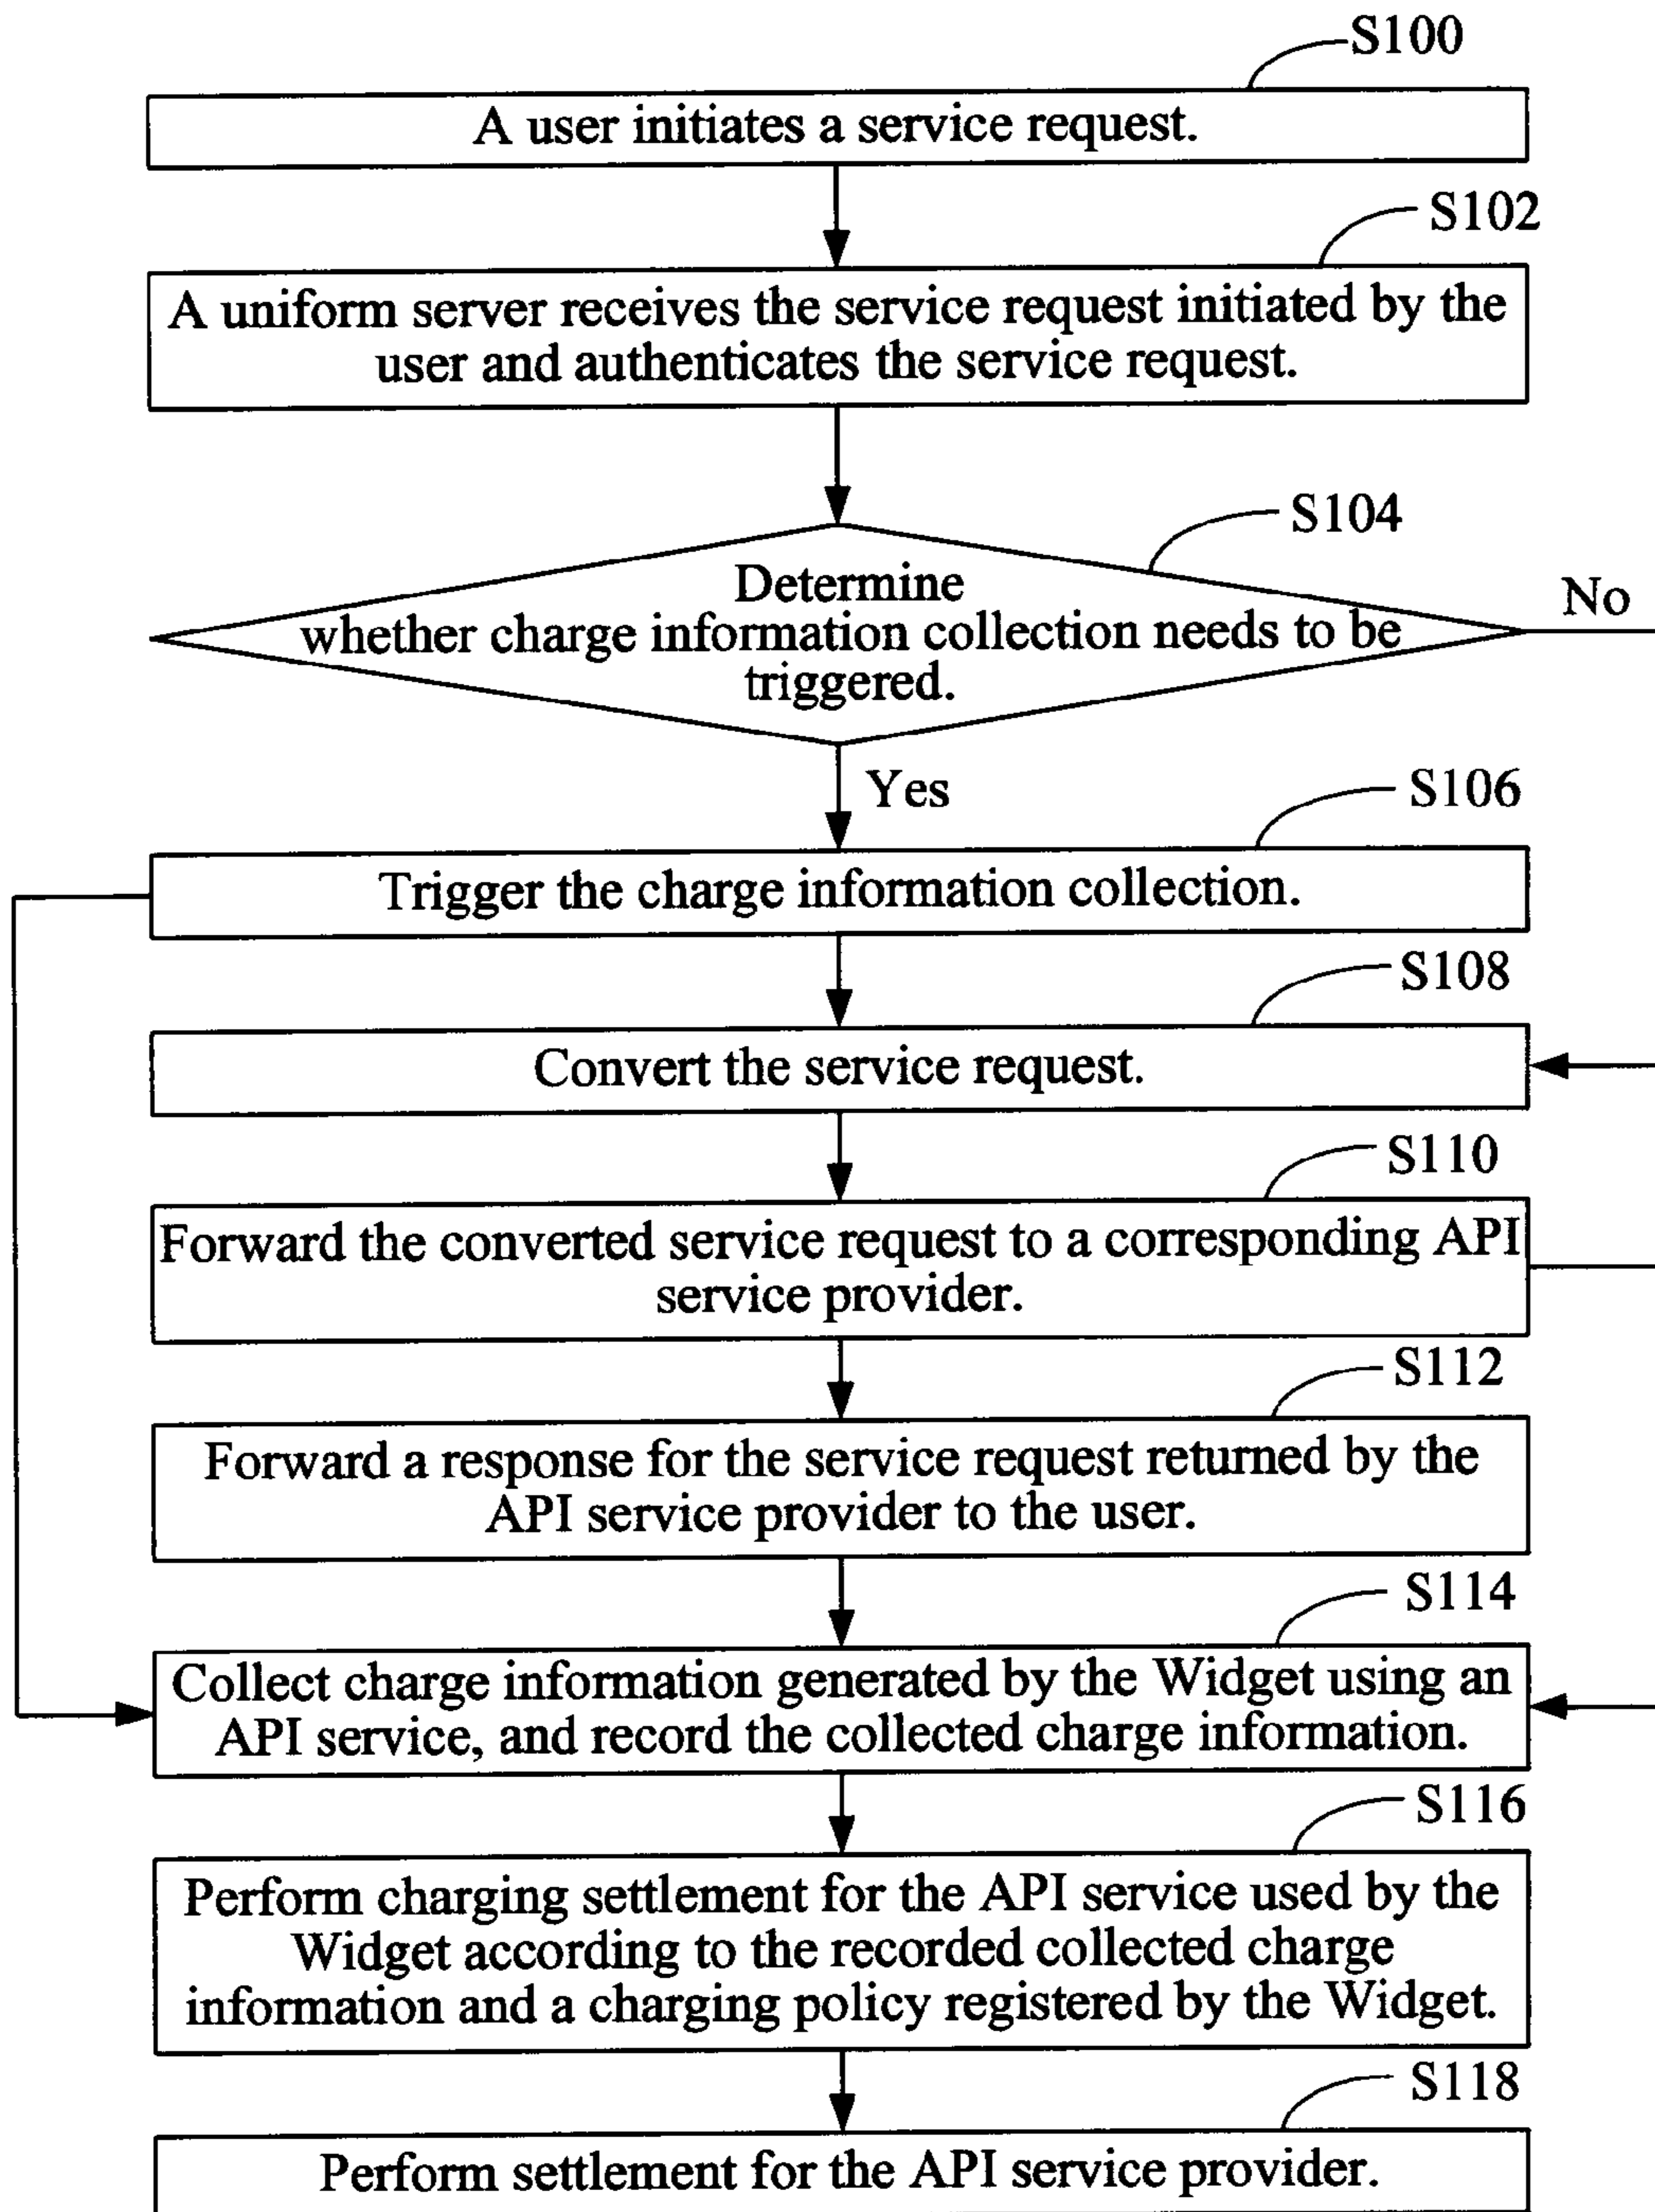 S100
A user initiates a service request.
S102
A uniform server receives the service request initiated by the
user and authenticates the service request.
S104
Determine
whether charge information collection needs to be
triggered.
No
Yes
S106
Trigger the charge information collection.
S108
Convert the service request.
S110
Forward the converted service request to a corresponding API
service provider.
S112
Forward a response for the service request returned by the
API service provider to the user.
S114
Collect charge information generated by the Widget using an
API service, and record the collected charge information.
S116
Perform charging settlement for the API service used by the
Widget according to the recorded collected charge
information and a charging policy registered by the Widget.
S118
Perform settlement for the API service provider.